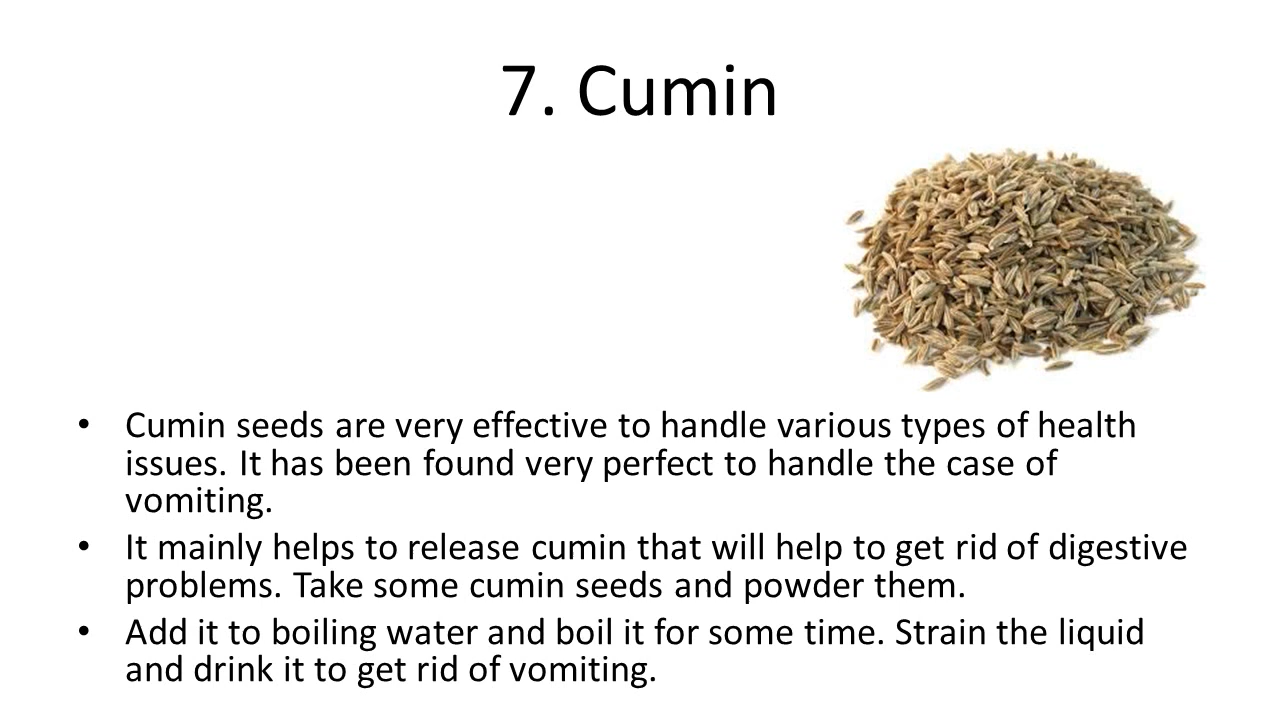 7. Cumin
• Cumin seeds are very effective to handle various types of health
issues. It has been found very perfect to handle the case of
vomiting.
• It mainly helps to release cumin that will help to get rid of digestive
problems. Take some cumin seeds and powder them.
• Add it to boiling water and boil it for some time. Strain the liquid
and drink it to get rid of vomiting.